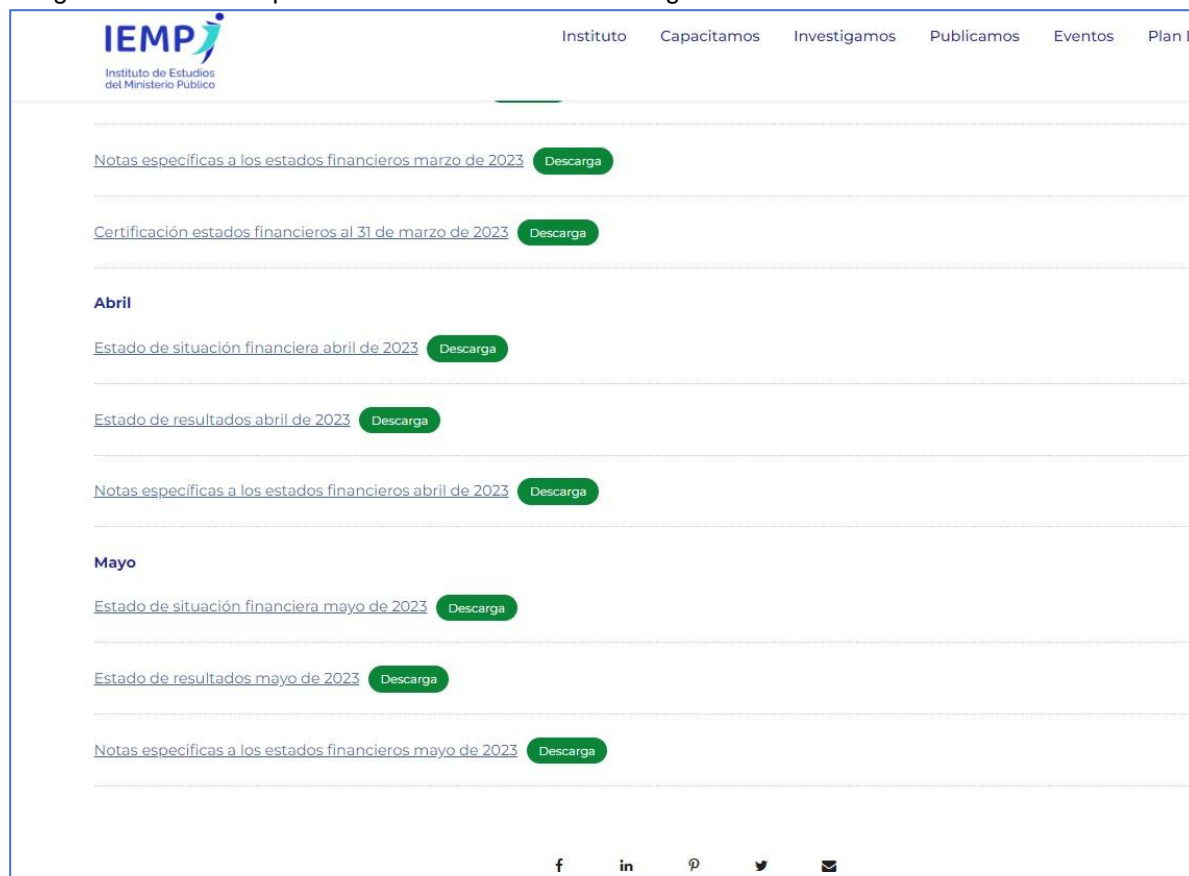 IEMP
Instituto de Estudios
del Ministerio Público
Instituto Capacitamos Investigamos Publicamos Eventos Plan
Notas específicas a los estados financieros marzo de 2023 Descarga
Certificación estados financieros al 31 de marzo de 2023 Descarga
Abril
Estado de situación financiera abril de 2023 Descarga
Estado de resultados abril de 2023 Descarga
Notas específicas a los estados financieros abril de 2023 Descarga
Mayo
Estado de situación financiera mayo de 2023 Descarga
Estado de resultados mayo de 2023 Descarga
Notas especificas a los estados financieros mayo de 2023 Descarga